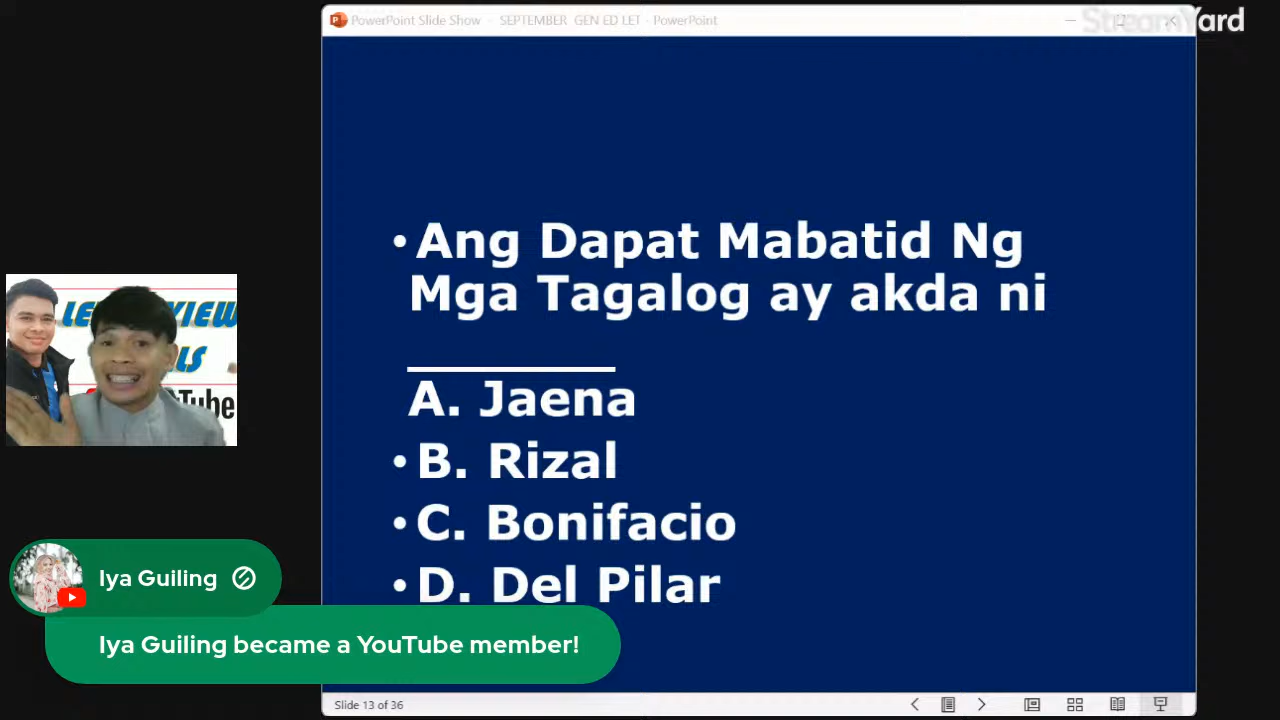 PowerPoint Slide Show - SEPTEMBER GEN ED LET - PowerPoint
StreamYard
• Ang Dapat Mabatid Ng
Mga Tagalog ay akda ni
__________
A. Jaena
• B. Rizal
• C. Bonifacio
• D. Del Pilar
Iya Guiling
Iya Guiling became a YouTube member!
Slide 13 of 36